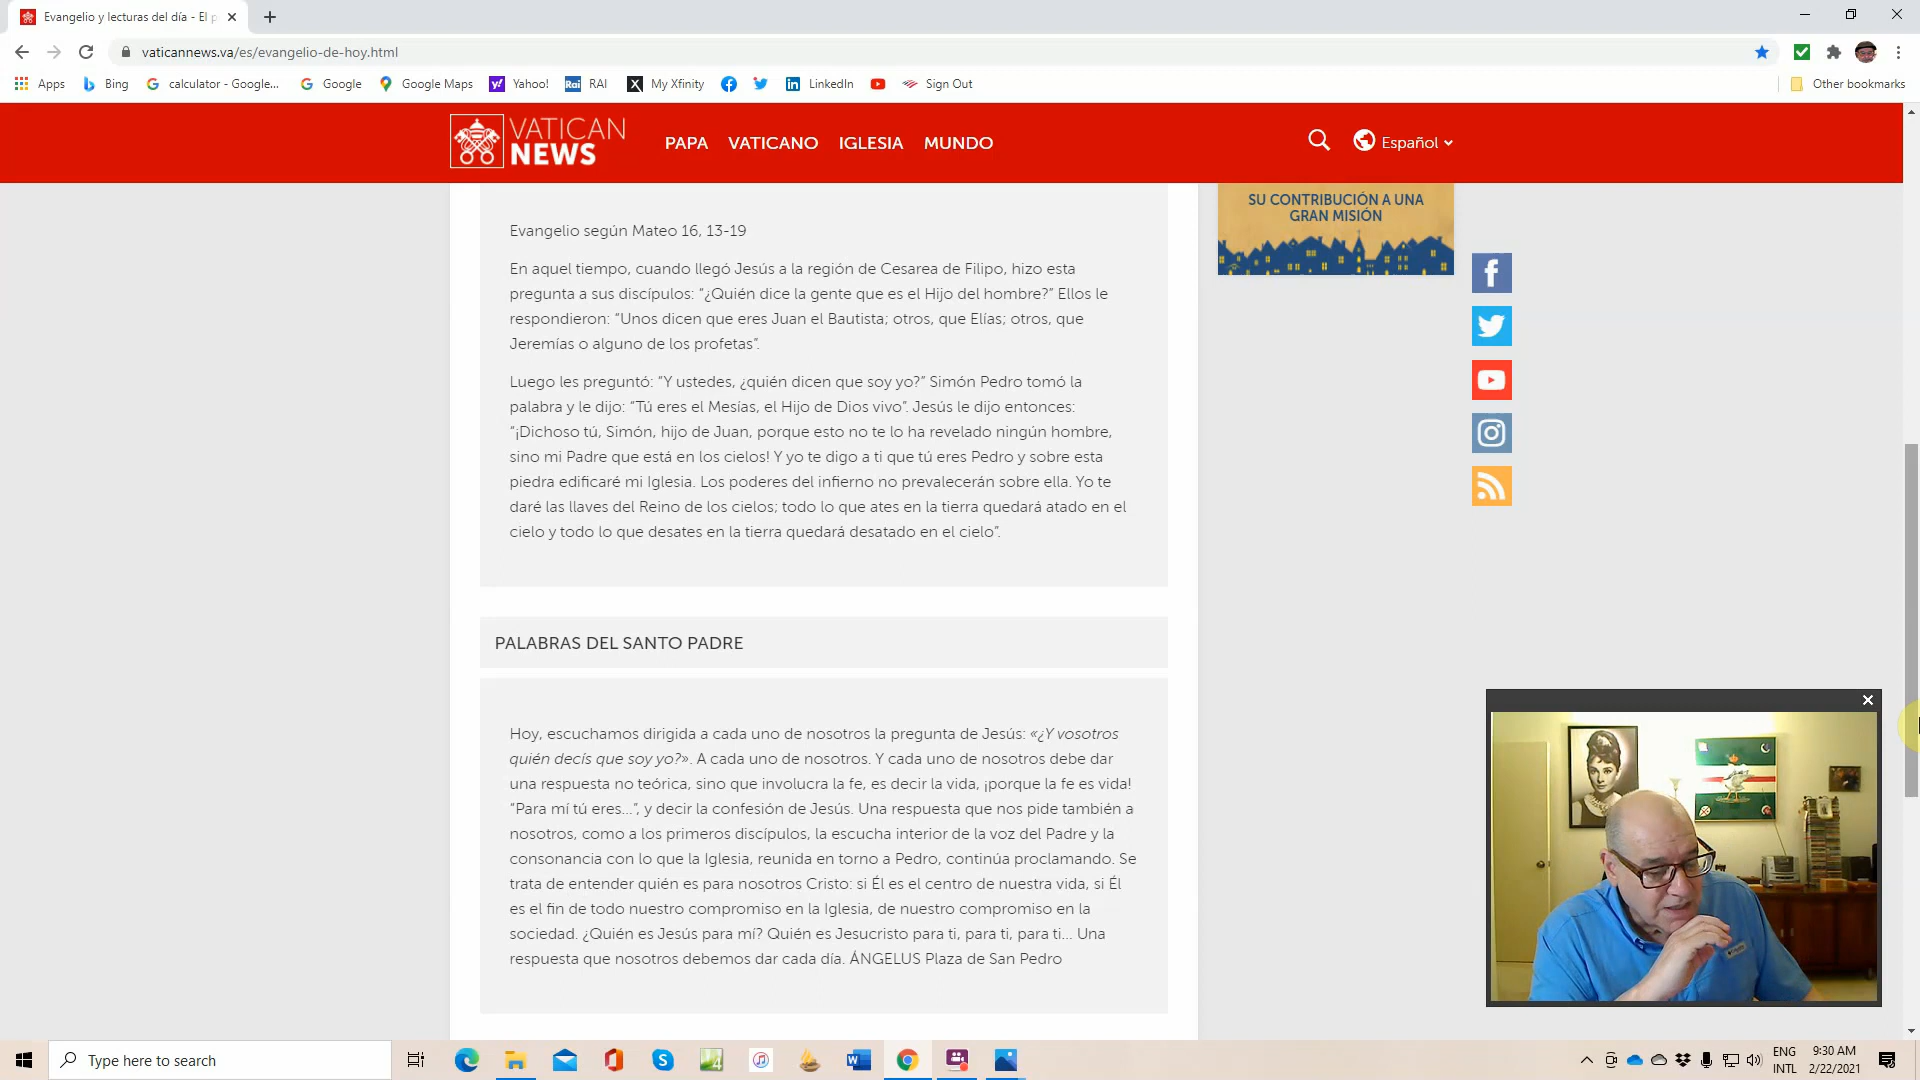 Evangelio y lecturas del día - El p
vaticannews.va/es/evangelio-de-hoy.html
Apps Bing calculator - Google... Google Google Maps Yahoo! RAI My Xfinity LinkedIn Sign Out Other bookmarks
VATICAN
NEWS
PAPA VATICANO IGLESIA MUNDO Español
SU CONTRIBUCIÓN A UNA
GRAN MISIÓN
Evangelio según Mateo 16, 13-19
En aquel tiempo, cuando llegó Jesús a la región de Cesarea de Filipo, hizo esta
pregunta a sus discípulos: “¿Quién dice la gente que es el Hijo del hombre?” Ellos le
respondieron: “Unos dicen que eres Juan el Bautista; otros, que Elías; otros, que
Jeremías o alguno de los profetas”.
Luego les preguntó: “Y ustedes, ¿quién dicen que soy yo?” Simón Pedro tomó la
palabra y le dijo: “Tú eres el Mesías, el Hijo de Dios vivo”. Jesús le dijo entonces:
“¡Dichoso tú, Simón, hijo de Juan, porque esto no te lo ha revelado ningún hombre,
sino mi Padre que está en los cielos! Y yo te digo a ti que tú eres Pedro y sobre esta
piedra edificaré mi Iglesia. Los poderes del infierno no prevalecerán sobre ella. Yo te
daré las llaves del Reino de los cielos; todo lo que ates en la tierra quedará atado en el
cielo y todo lo que desates en la tierra quedará desatado en el cielo”.
PALABRAS DEL SANTO PADRE
Hoy, escuchamos dirigida a cada uno de nosotros la pregunta de Jesús: «¿Y vosotros
quién decís que soy yo?». A cada uno de nosotros. Y cada uno de nosotros debe dar
una respuesta no teórica, sino que involucra la fe, es decir la vida, ¡porque la fe es vida!
“Para mí tú eres…”, y decir la confesión de Jesús. Una respuesta que nos pide también a
nosotros, como a los primeros discípulos, la escucha interior de la voz del Padre y la
consonancia con lo que la Iglesia, reunida en torno a Pedro, continúa proclamando. Se
trata de entender quién es para nosotros Cristo: si Él es el centro de nuestra vida, si Él
es el fin de todo nuestro compromiso en la Iglesia, de nuestro compromiso en la
sociedad. ¿Quién es Jesús para mí? Quién es Jesucristo para ti, para ti, para ti… Una
respuesta que nosotros debemos dar cada día. ÁNGELUS Plaza de San Pedro
Type here to search
ENG 9:30 AM
INTL 2/22/2021